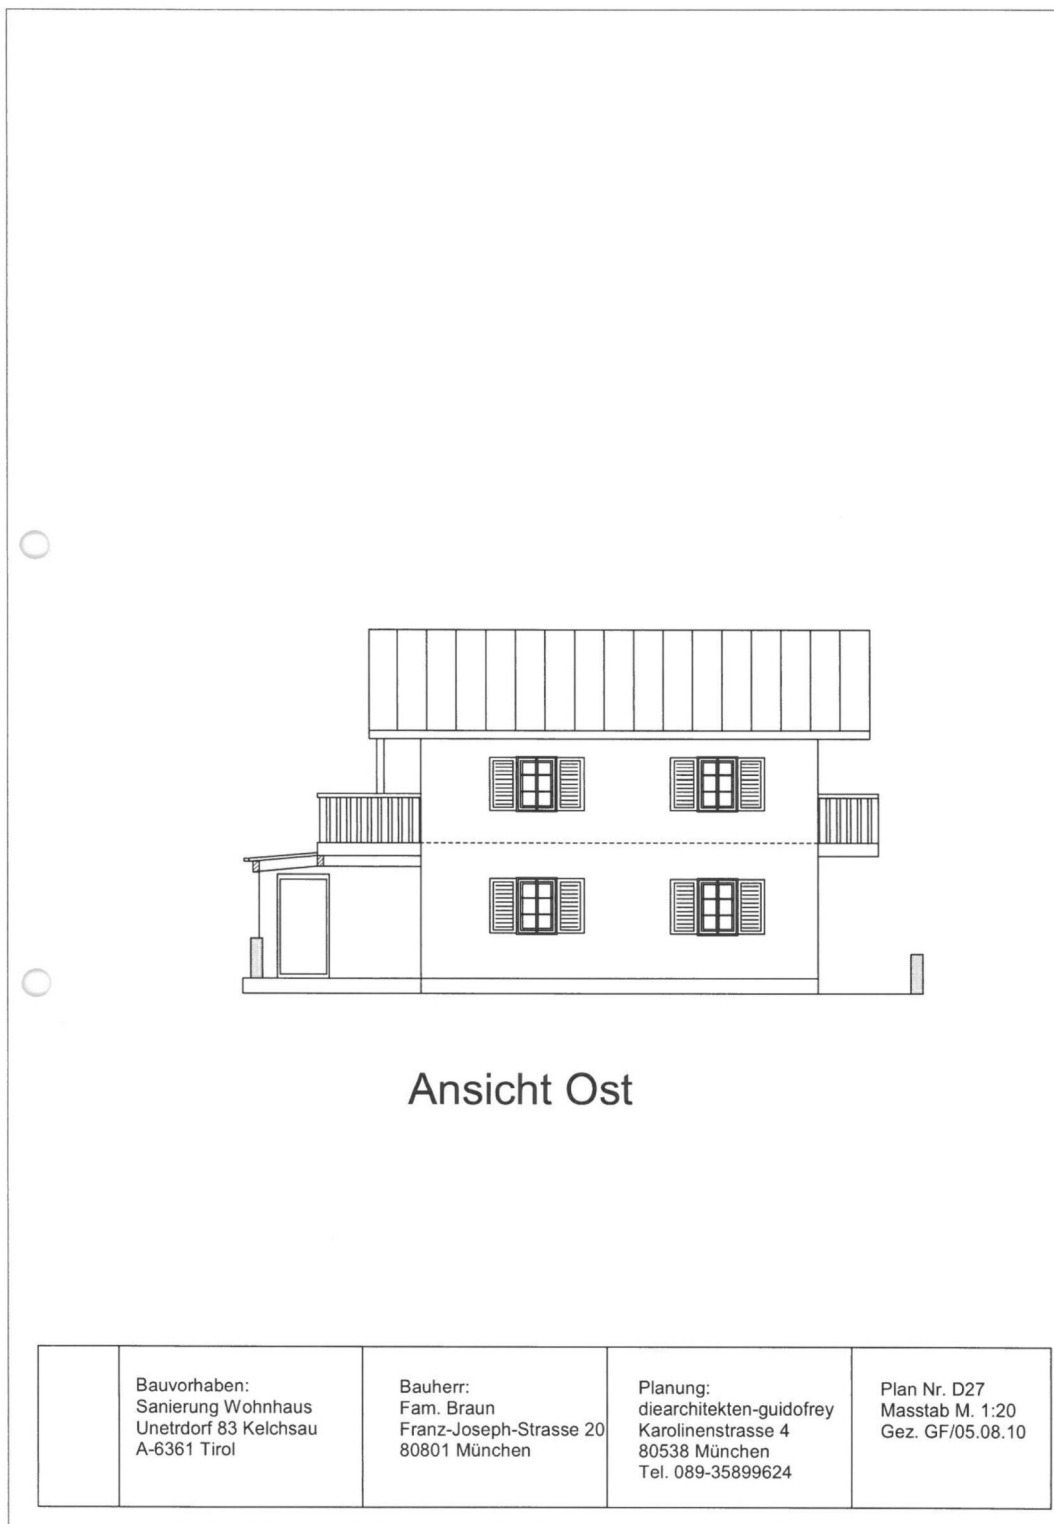 Ansicht Ost
Bauvorhaben:
Sanierung Wohnhaus
Unetrdorf 83 Kelchsau
A-6361 Tirol
Bauherr:
Fam. Braun
Franz-Joseph-Strasse 20
80801 München
Planung:
diearchitekten-guidofrey
Karolinenstrasse 4
80538 München
Tel. 089-35899624
Plan Nr. D27
Masstab M. 1:20
Gez. GF/05.08.10